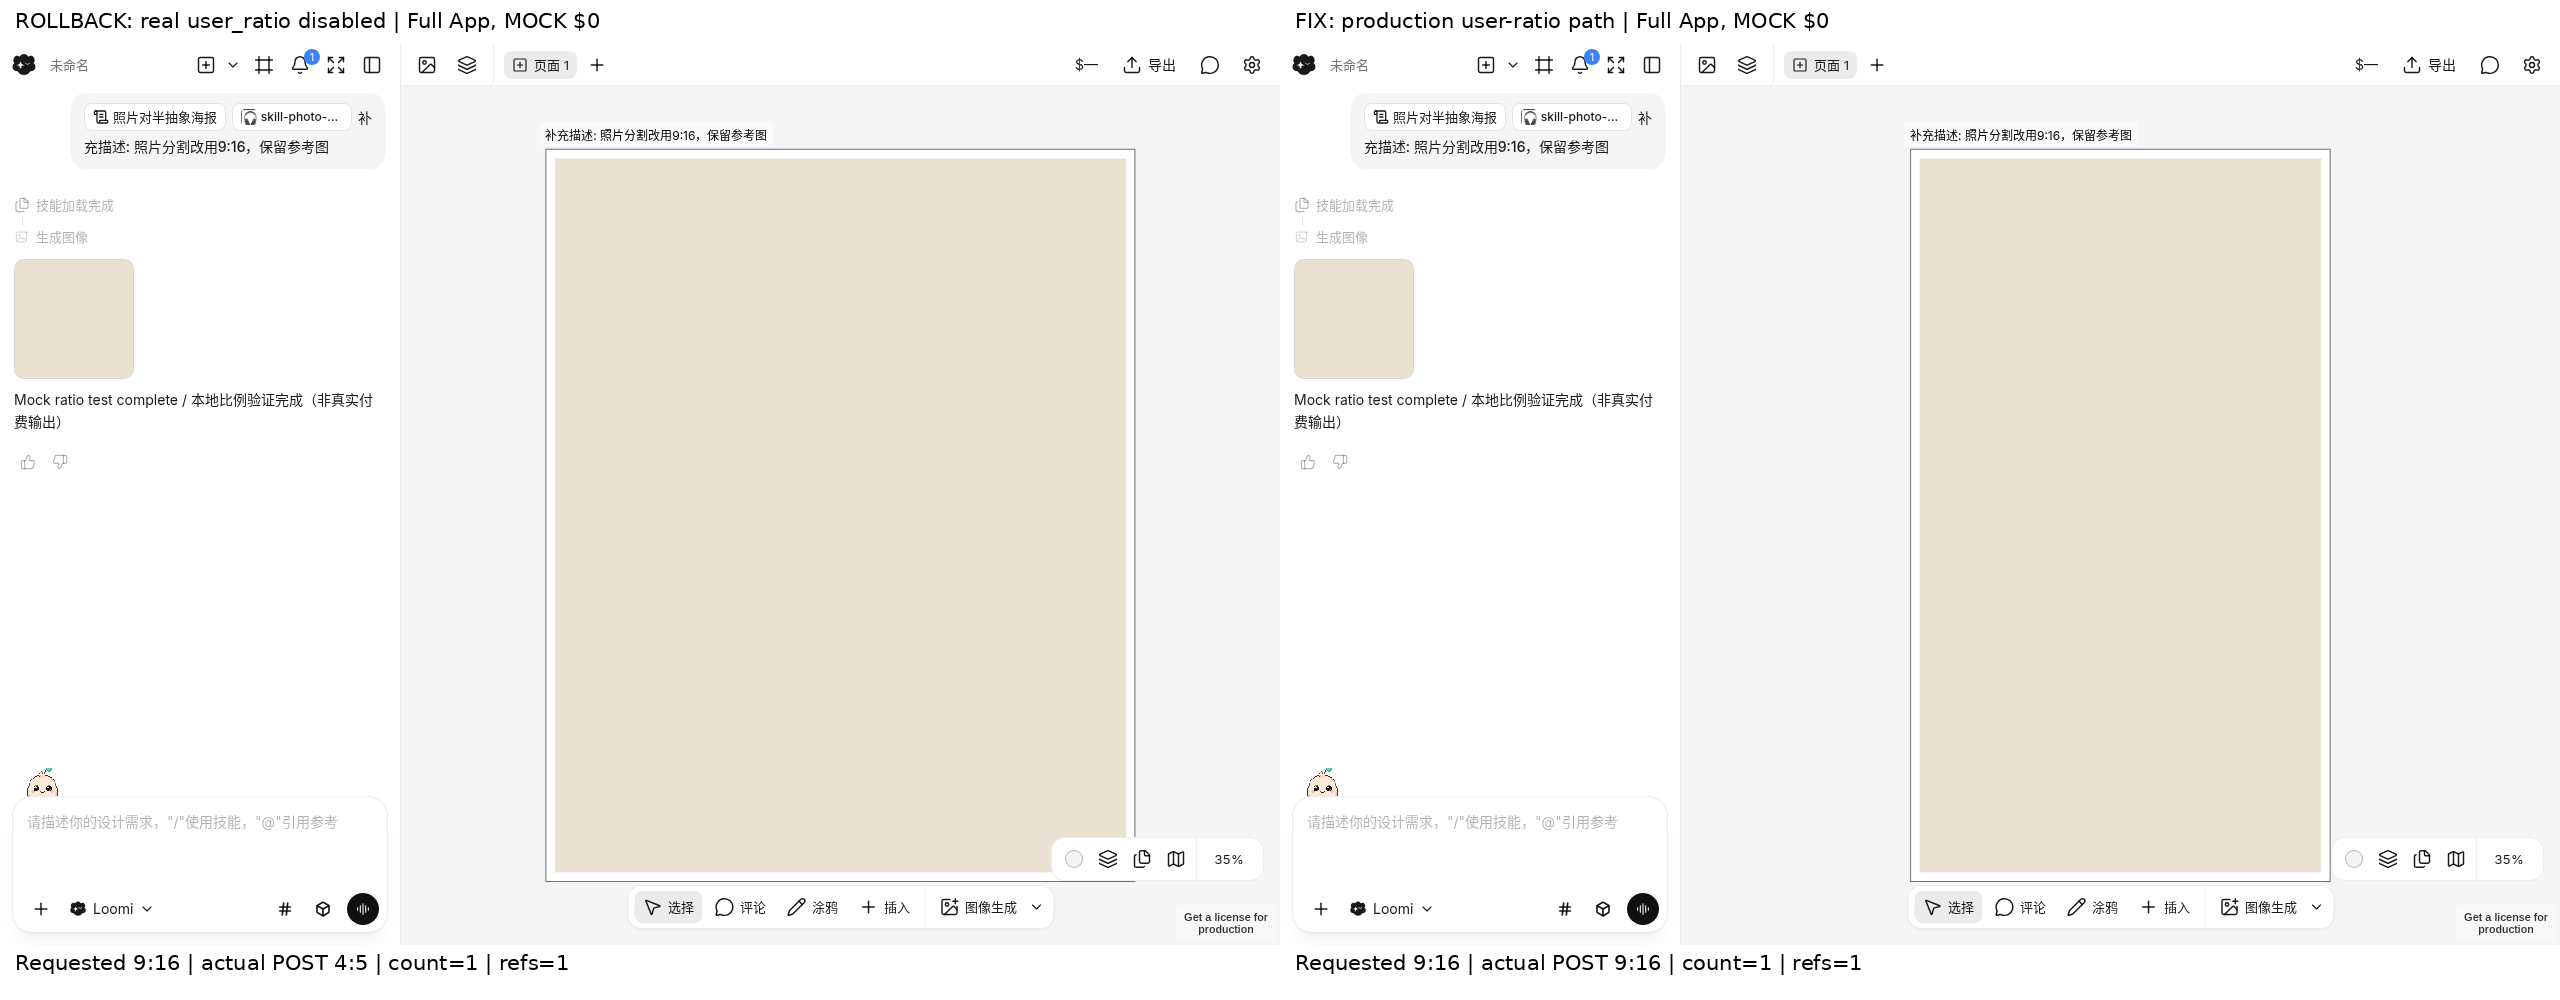 ROLLBACK: real user_ratio disabled | Full App, MOCK $0
未命名
1
页面 1
$—
导出
照片对半抽象海报
skill-photo-...
补
充描述: 照片分割改用9:16，保留参考图
技能加载完成
生成图像
Mock ratio test complete / 本地比例验证完成（非真实付
费输出）
补充描述: 照片分割改用9:16，保留参考图
请描述你的设计需求，"/"使用技能，"@"引用参考
Loomi
35%
选择
评论
涂鸦
插入
图像生成
Get a license for
production
Requested 9:16 | actual POST 4:5 | count=1 | refs=1
FIX: production user-ratio path | Full App, MOCK $0
未命名
1
页面 1
$—
导出
照片对半抽象海报
skill-photo-...
补
充描述: 照片分割改用9:16，保留参考图
技能加载完成
生成图像
Mock ratio test complete / 本地比例验证完成（非真实付
费输出）
补充描述: 照片分割改用9:16，保留参考图
请描述你的设计需求，"/"使用技能，"@"引用参考
Loomi
35%
选择
评论
涂鸦
插入
图像生成
Get a license for
production
Requested 9:16 | actual POST 9:16 | count=1 | refs=1